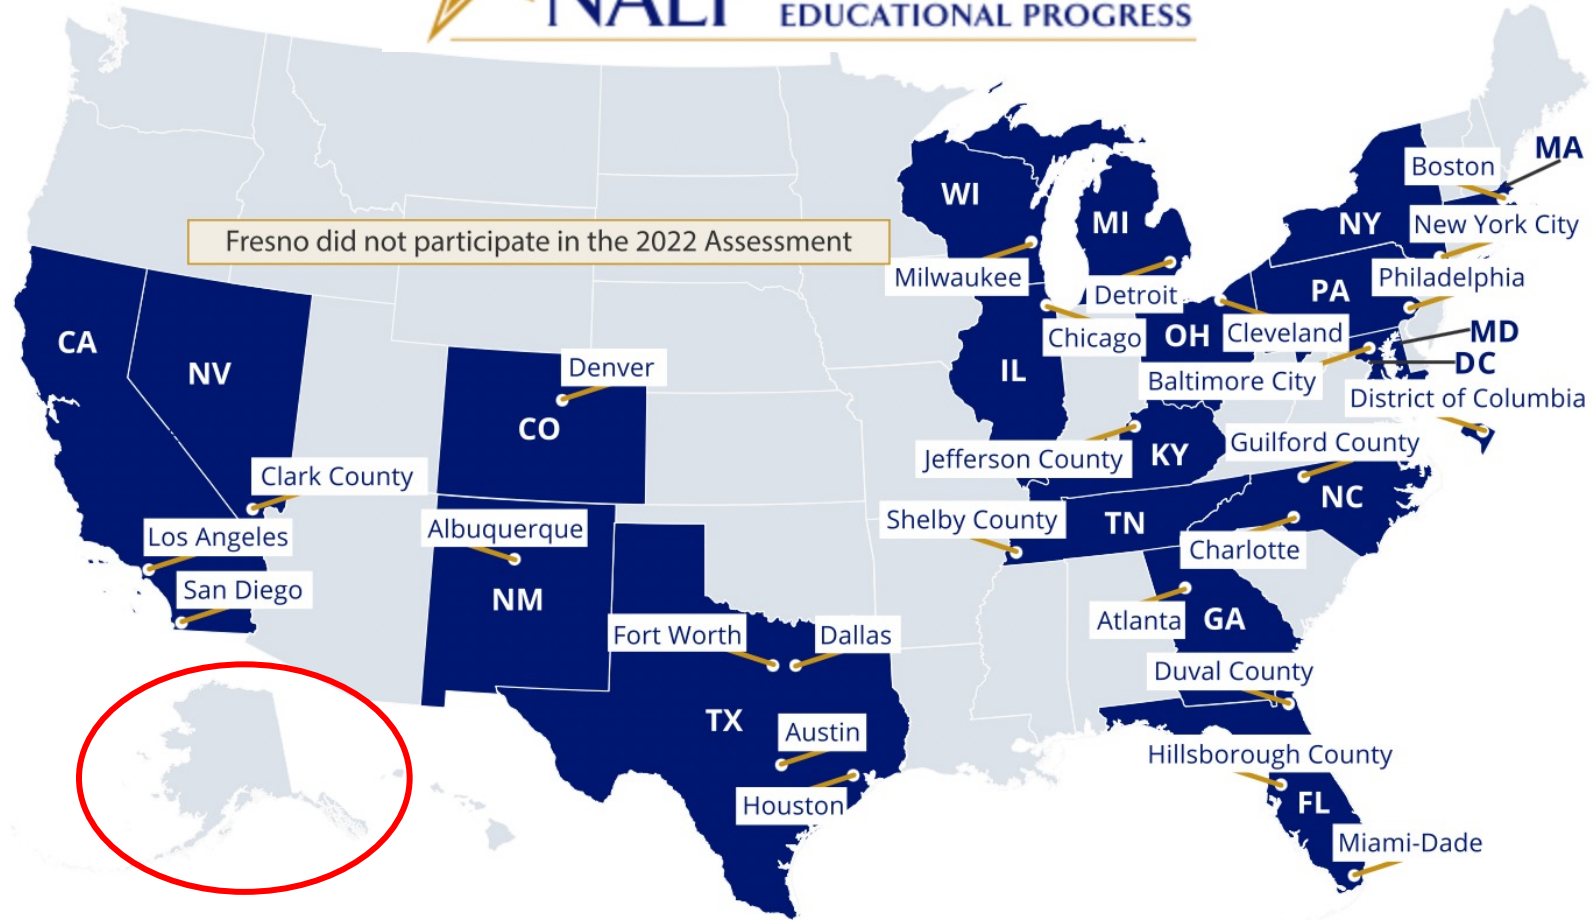 NAEP
EDUCATIONAL PROGRESS
MA
Boston
WI
MI
NY
New York City
Fresno did not participate in the 2022 Assessment
Milwaukee
Detroit
PA
Philadelphia
CA
Chicago
OH
Cleveland
MD
DC
NV
Denver
IL
Baltimore City
District of Columbia
CO
Jefferson County
KY
Guilford County
Clark County
NC
Los Angeles
Albuquerque
Shelby County
TN
Charlotte
San Diego
NM
Fort Worth
Dallas
Atlanta
GA
Duval County
TX
Austin
Hillsborough County
Houston
FL
Miami-Dade